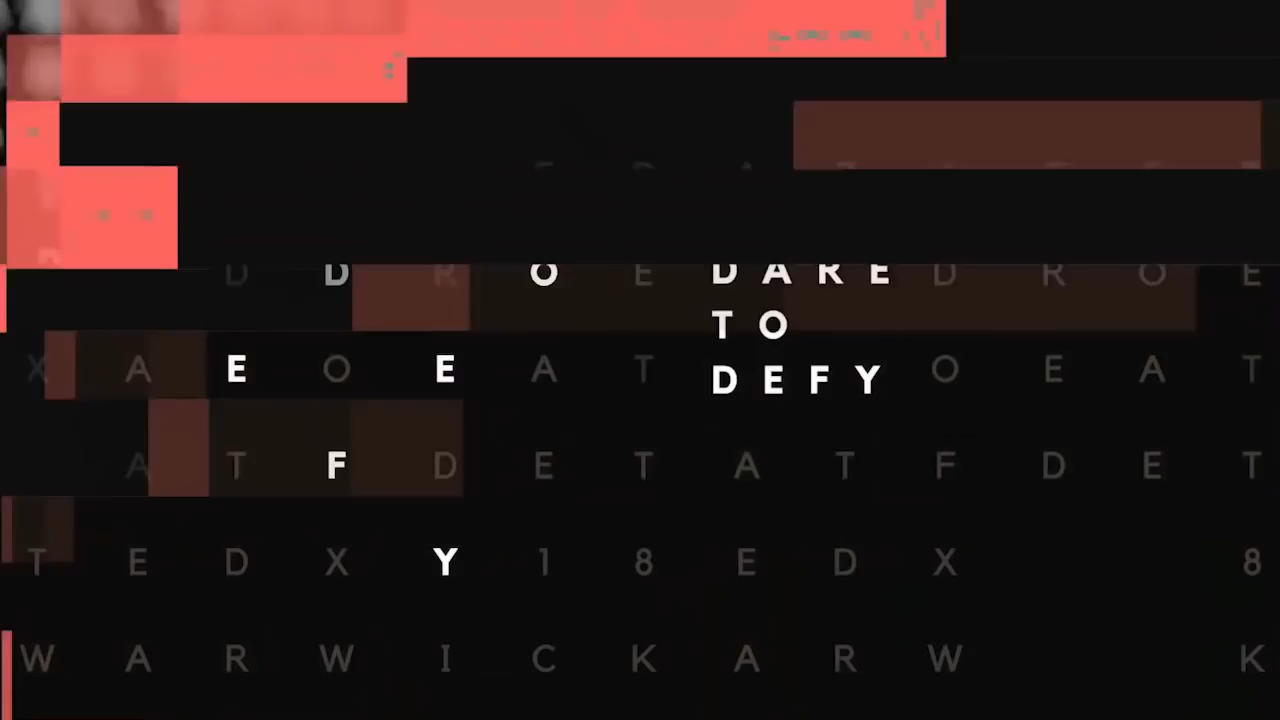 D D R O E DARE D R O E
TO
X A E O E A T DEFY O E A T
A T F D E T A T F D E T
T E D X Y 1 8 E D X 8
W A R W I C K A R W K